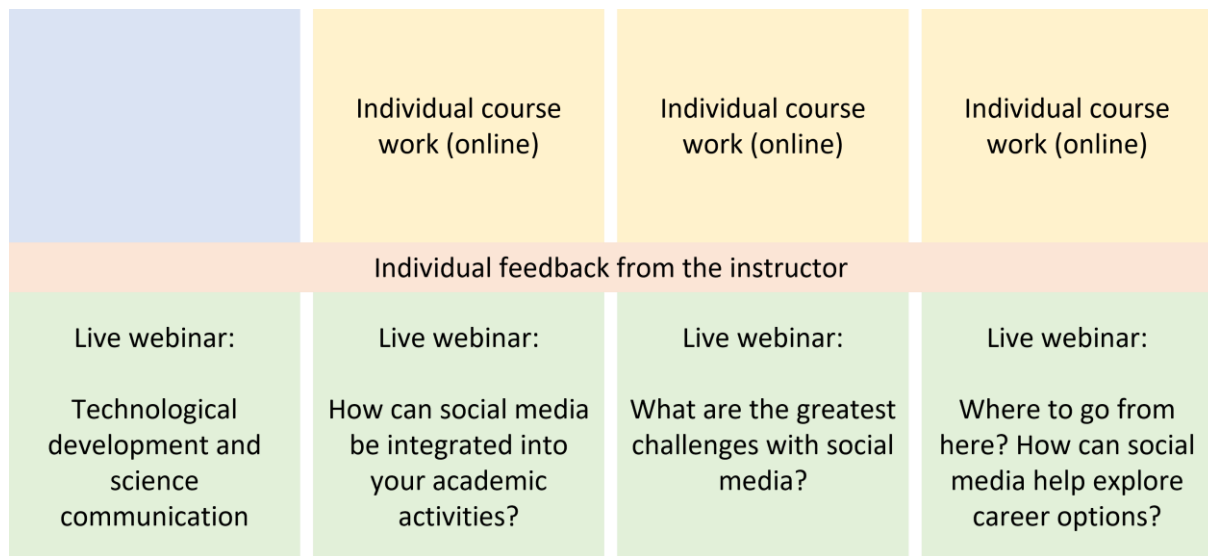 Individual course
work (online)
Individual course
work (online)
Individual course
work (online)
Individual feedback from the instructor
Live webinar:
Technological
development and
science
communication
Live webinar:
How can social media
be integrated into
your academic
activities?
Live webinar:
What are the greatest
challenges with social
media?
Live webinar:
Where to go from
here? How can social
media help explore
career options?